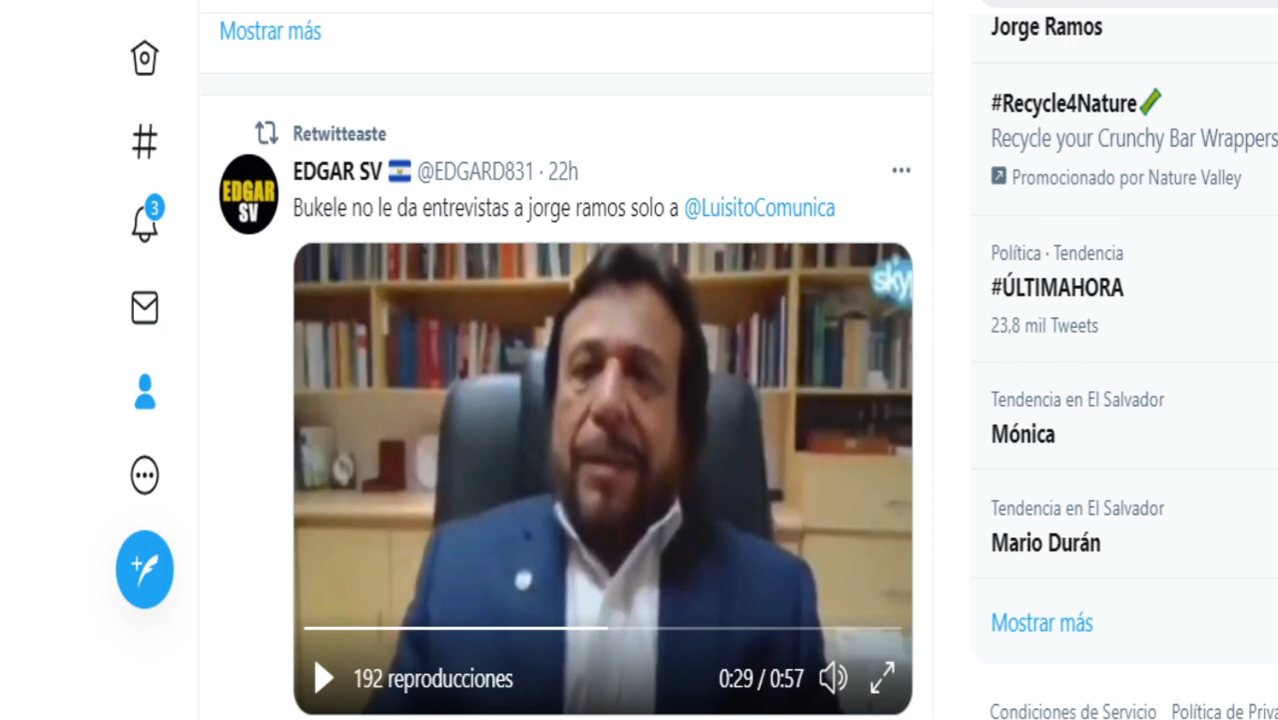 Mostrar más
Retwitteaste
EDGAR SV @EDGARD831 · 22h
EDGAR
SV
Bukele no le da entrevistas a jorge ramos solo a @LuisitoComunica
sky
192 reproducciones
0:29 / 0:57
3
Jorge Ramos
#Recycle4Nature
Recycle your Crunchy Bar Wrappers
Promocionado por Nature Valley
Política · Tendencia
#ÚLTIMAHORA
23,8 mil Tweets
Tendencia en El Salvador
Mónica
Tendencia en El Salvador
Mario Durán
Mostrar más
Condiciones de Servicio Política de Priva